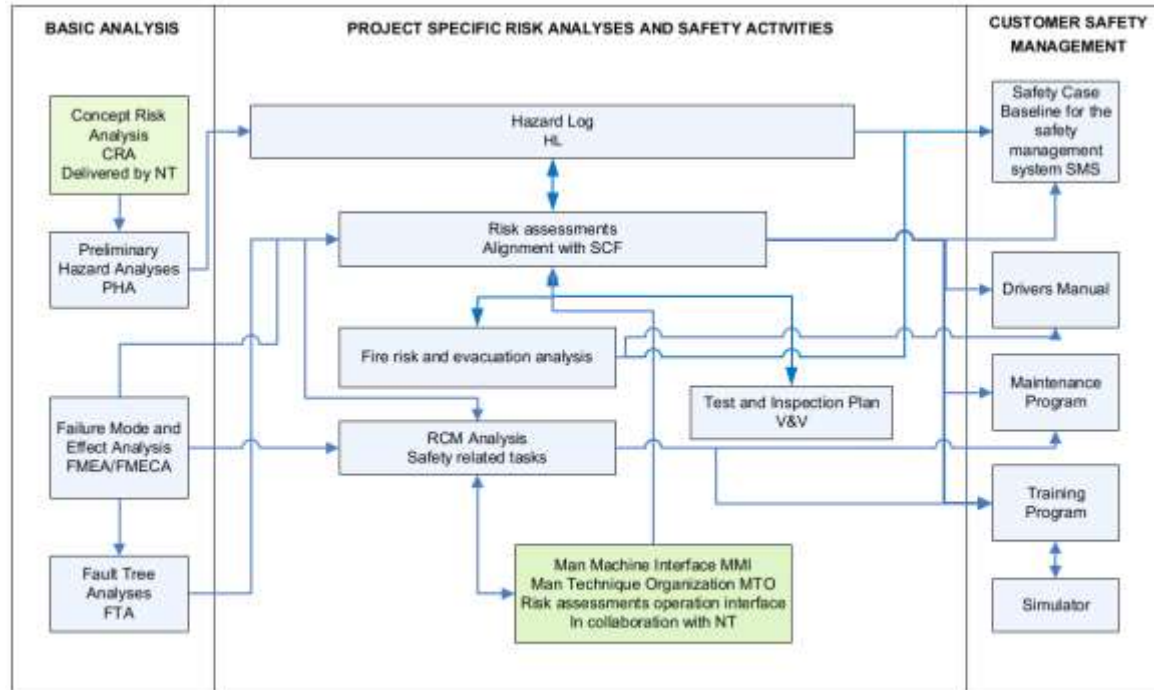 BASIC ANALYSIS
PROJECT SPECIFIC RISK ANALYSES AND SAFETY ACTIVITIES
CUSTOMER SAFETY
MANAGEMENT
Concept Risk
Analysis
CRA
Delivered by NT
Preliminary
Hazard Analyses
PHA
Failure Mode and
Effect Analysis
FMEA/FMECA
Fault Tree
Analyses
FTA
Hazard Log
HL
Risk assessments
Alignment with SCF
Fire risk and evacuation analysis
Test and Inspection Plan
V&V
RCM Analysis
Safety related tasks
Man Machine Interface MMI
Man Technique Organization MTO
Risk assessments operation interface
In collaboration with NT
Safety Case
Baseline for the
safety
management
system SMS
Drivers Manual
Maintenance
Program
Training
Program
Simulator